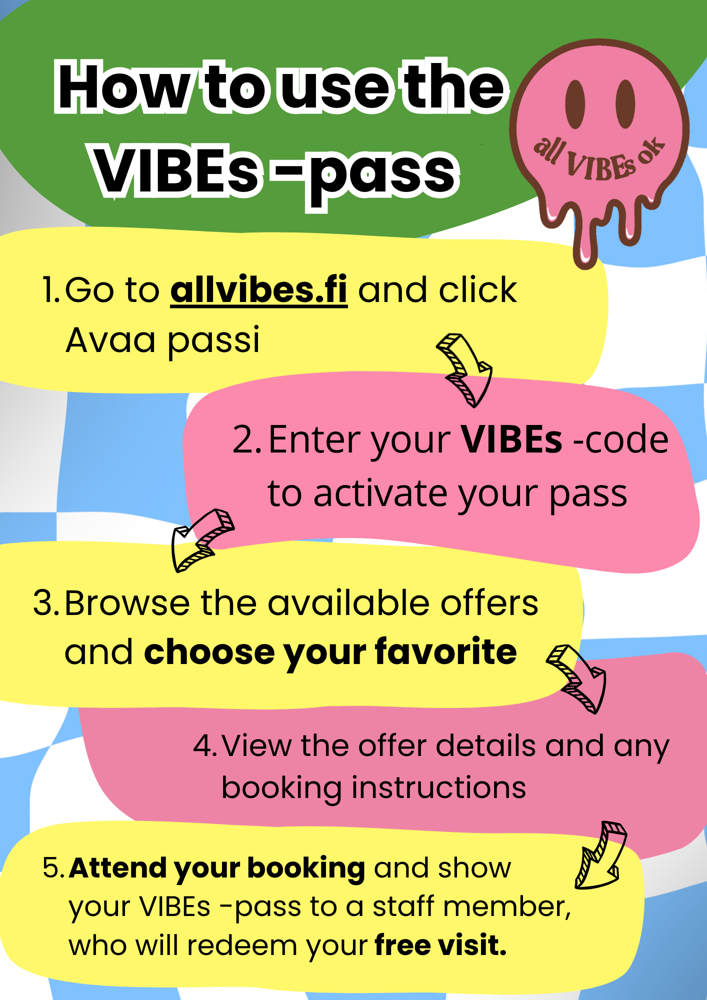 How to use the
VIBEs -pass
all VIBEs ok
1. Go to allvibes.fi and click
Avaa passi
2. Enter your VIBEs -code
to activate your pass
3. Browse the available offers
and choose your favorite
4. View the offer details and any
booking instructions
5. Attend your booking and show
your VIBEs -pass to a staff member,
who will redeem your free visit.